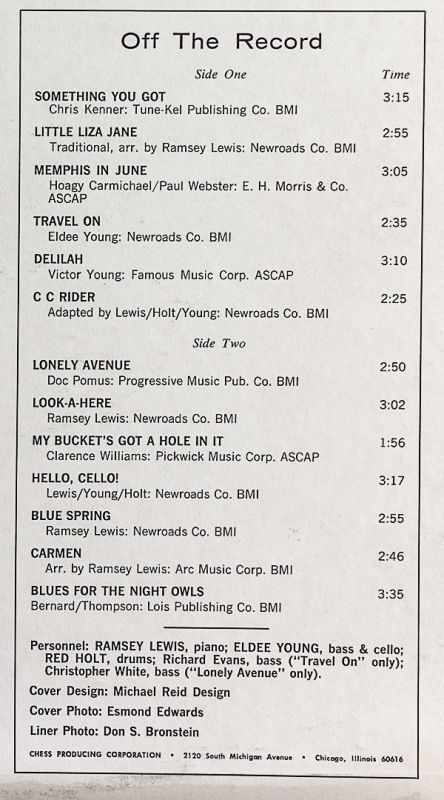 Off The Record
Side One Time
SOMETHING YOU GOT 3:15
Chris Kenner: Tune-Kel Publishing Co. BMI
LITTLE LIZA JANE 2:55
Traditional, arr. by Ramsey Lewis: Newroads Co. BMI
MEMPHIS IN JUNE 3:05
Hoagy Carmichael/Paul Webster: E. H. Morris & Co.
ASCAP
TRAVEL ON 2:35
Eldee Young: Newroads Co. BMI
DELILAH 3:10
Victor Young: Famous Music Corp. ASCAP
C C RIDER 2:25
Adapted by Lewis/Holt/Young: Newroads Co. BMI
Side Two
LONELY AVENUE 2:50
Doc Pomus: Progressive Music Pub. Co. BMI
LOOK-A-HERE 3:02
Ramsey Lewis: Newroads Co. BMI
MY BUCKET'S GOT A HOLE IN IT 1:56
Clarence Williams: Pickwick Music Corp. ASCAP
HELLO, CELLO! 3:17
Lewis/Young/Holt: Newroads Co. BMI
BLUE SPRING 2:55
Ramsey Lewis: Newroads Co. BMI
CARMEN 2:46
Arr. by Ramsey Lewis: Arc Music Corp. BMI
BLUES FOR THE NIGHT OWLS 3:35
Bernard/Thompson: Lois Publishing Co. BMI
Personnel: RAMSEY LEWIS, piano; ELDEE YOUNG, bass & cello;
RED HOLT, drums; Richard Evans, bass ("Travel On" only);
Christopher White, bass ("Lonely Avenue" only).
Cover Design: Michael Reid Design
Cover Photo: Esmond Edwards
Liner Photo: Don S. Bronstein
CHESS PRODUCING CORPORATION • 2120 South Michigan Avenue • Chicago, Illinois 60616